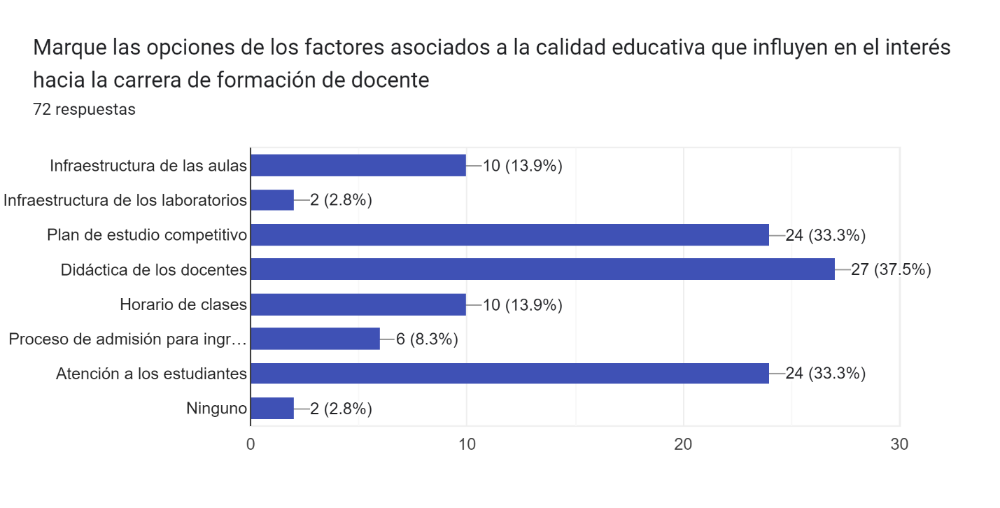 Marque las opciones de los factores asociados a la calidad educativa que influyen en el interés
hacia la carrera de formación de docente
72 respuestas
Infraestructura de las aulas 10 (13.9%)
Infraestructura de los laboratorios 2 (2.8%)
Plan de estudio competitivo 24 (33.3%)
Didáctica de los docentes 27 (37.5%)
Horario de clases 10 (13.9%)
Proceso de admisión para ingr… 6 (8.3%)
Atención a los estudiantes 24 (33.3%)
Ninguno 2 (2.8%)
0 10 20 30